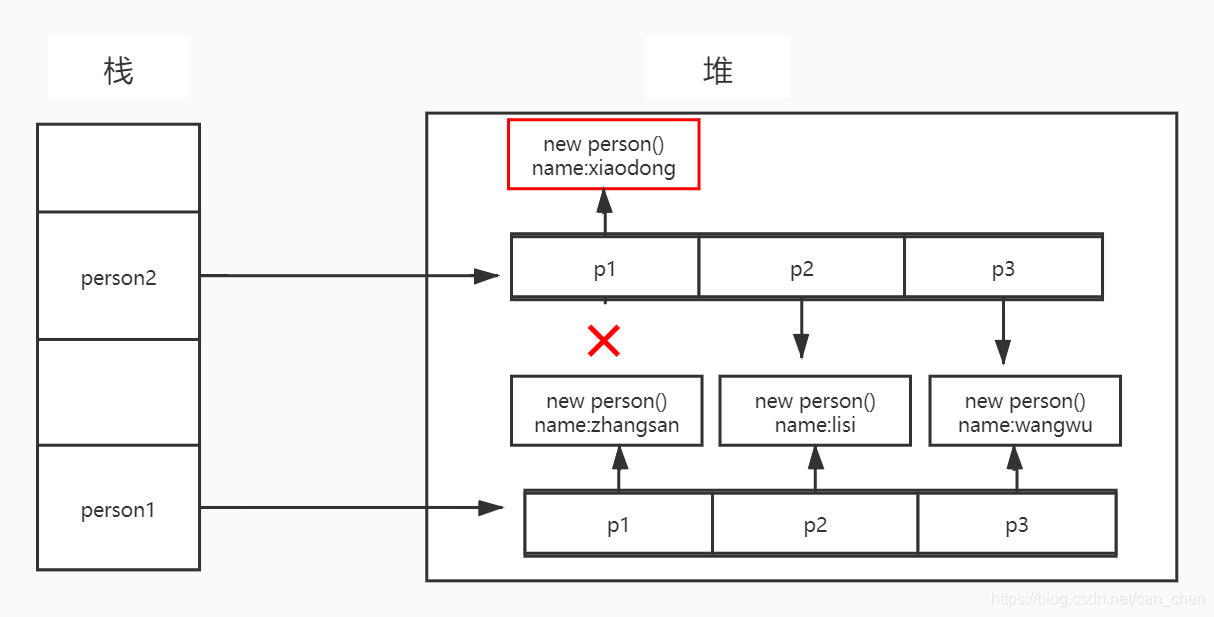 栈
堆
new person()
name:xiaodong
person2
p1
p2
p3
new person()
name:zhangsan
new person()
name:lisi
new person()
name:wangwu
person1
p1
p2
p3
https://blog.csdn.net/can_chen